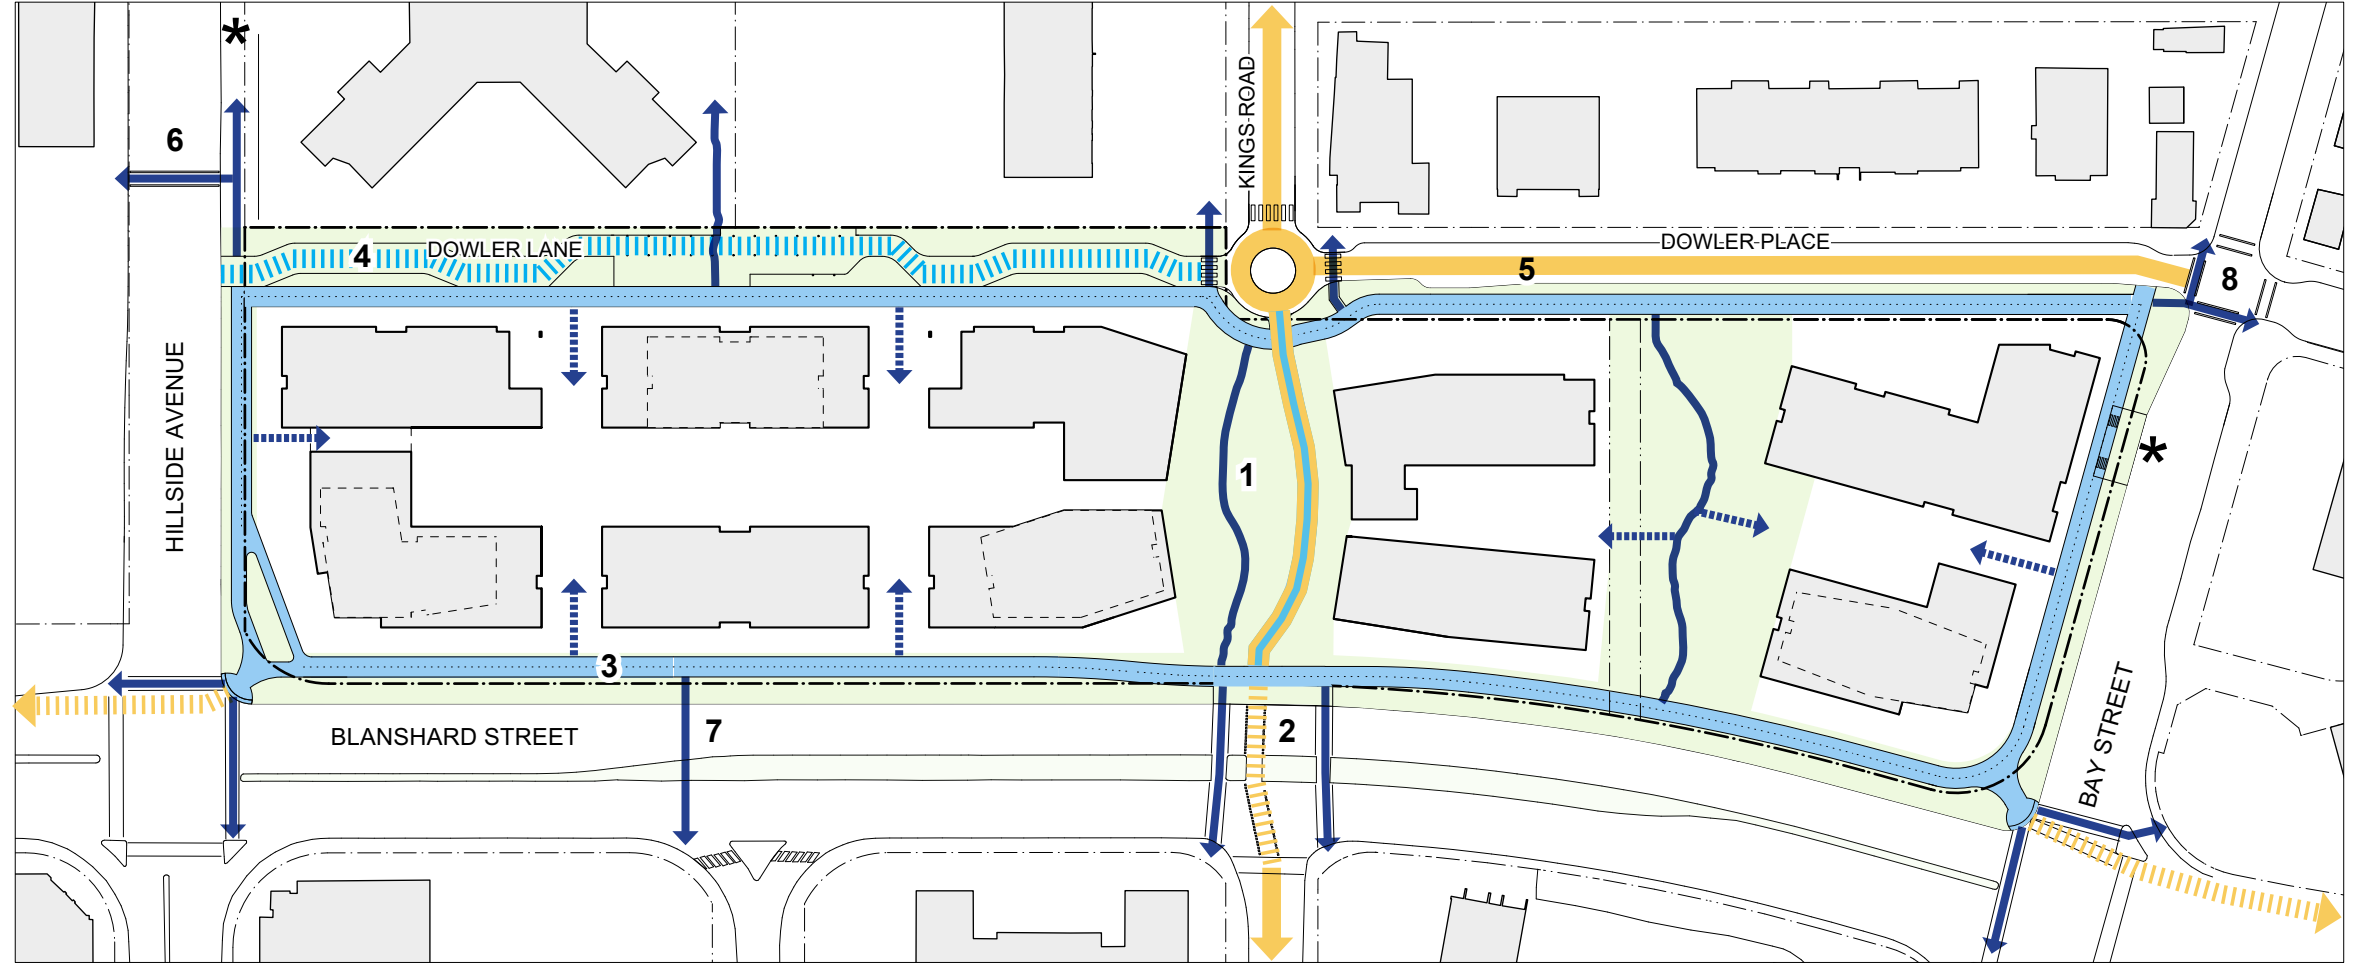 *
KINGS ROAD
6
DOWLER LANE
4
DOWLER PLACE
5
8
HILLSIDE AVENUE
1
*
3
BLANSHARD STREET
7
2
BAY STREET